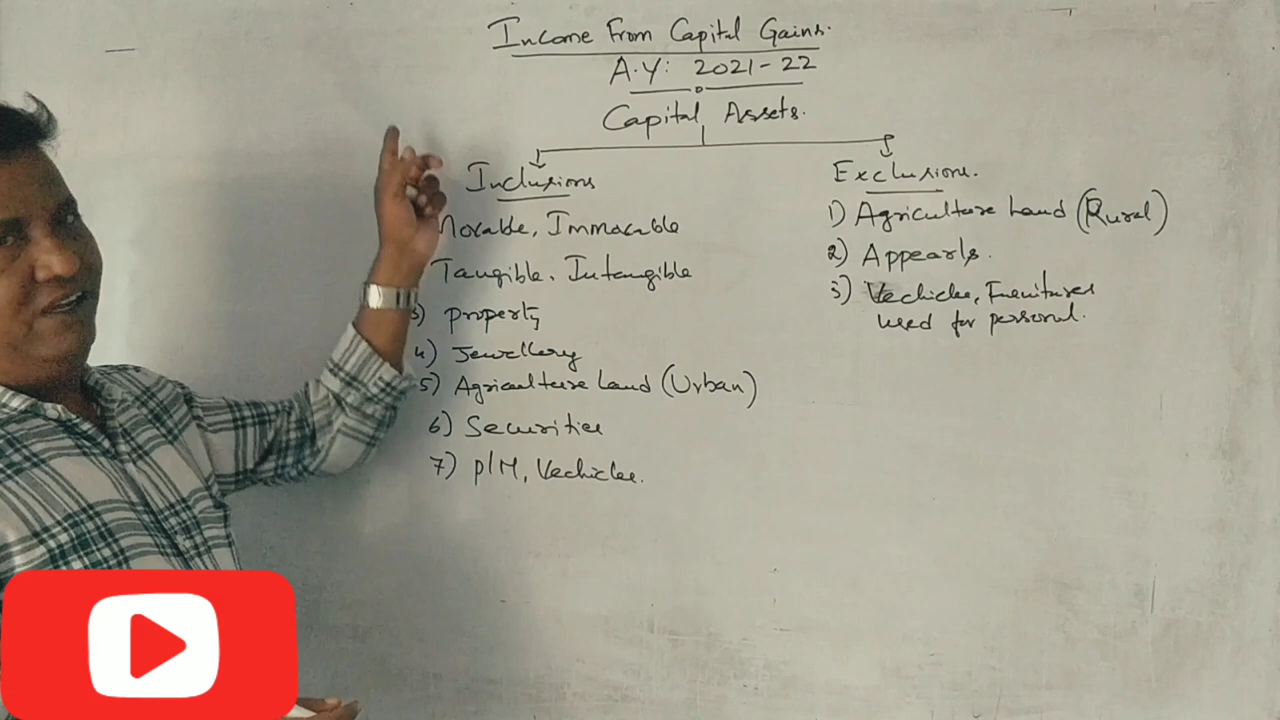 Income From Capital Gains.
A.Y: 2021-22
Capital Assets.
Inclusions
Movable, Immovable
Tangible. Intangible
3) Property
4) Jewellery
5) Agriculture Land (Urban)
6) Securities
7) P/M, Vechicles.
Exclusions.
1) Agriculture Land (Rural)
2) Appearls.
3) Vechicles, Furnitures
used for personal.